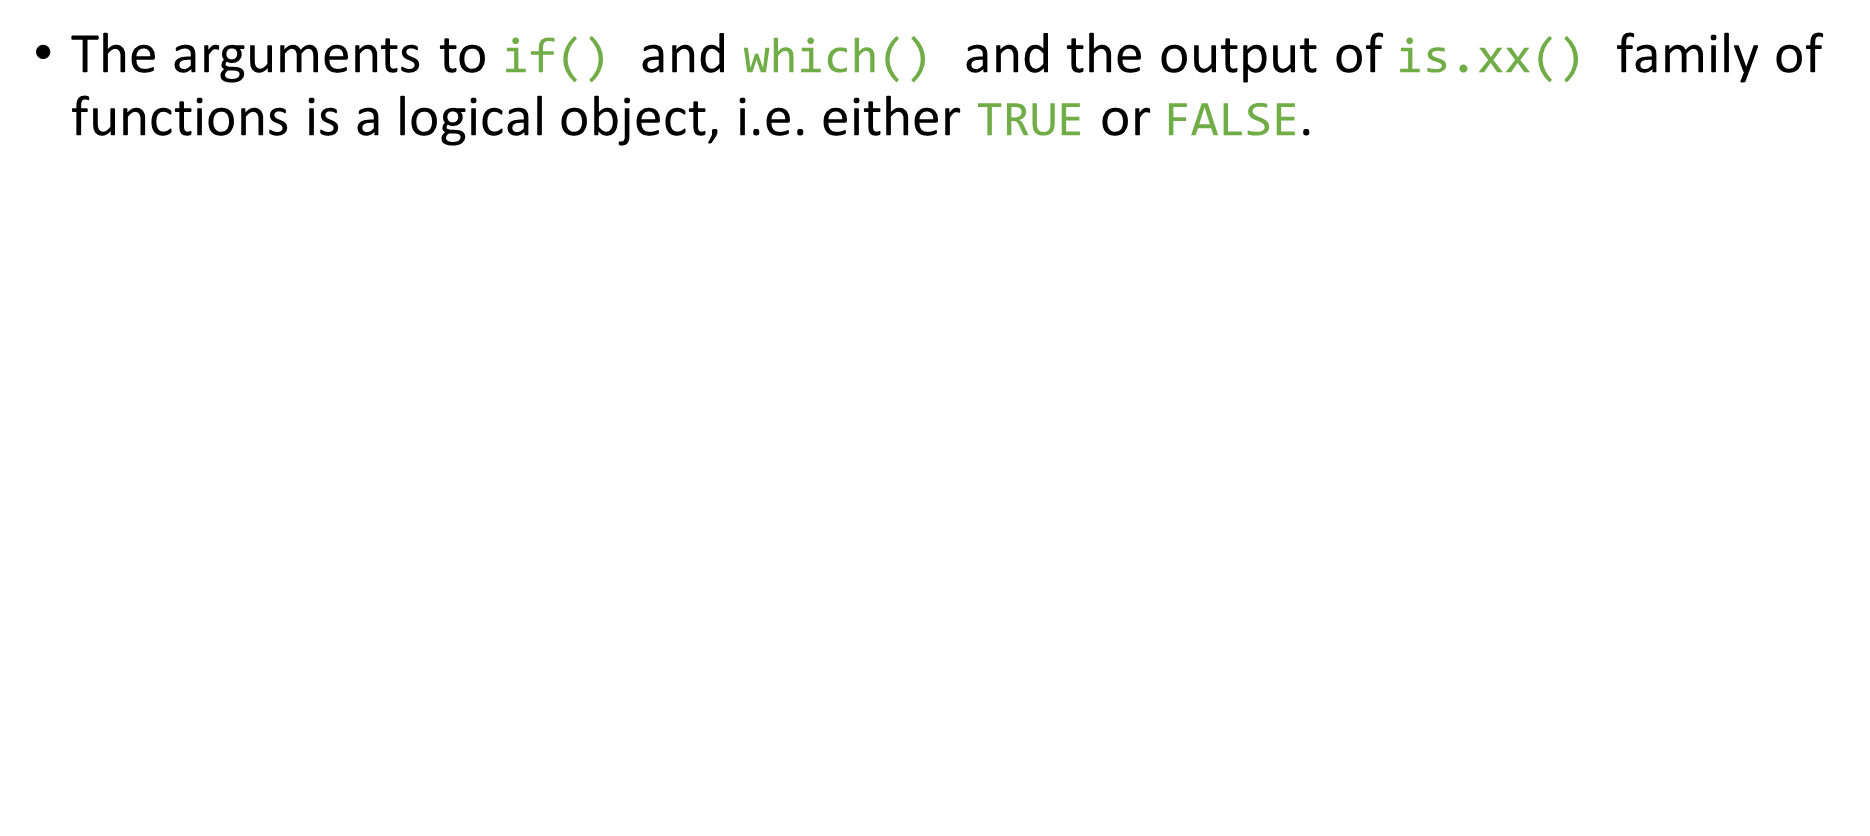 • The arguments to if() and which() and the output of is.xx() family of
functions is a logical object, i.e. either TRUE or FALSE.